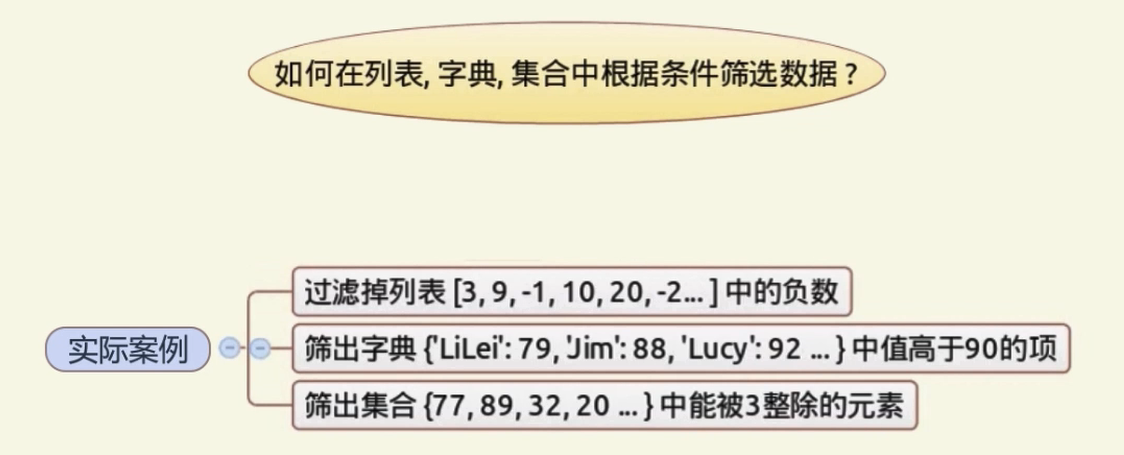 如何在列表, 字典, 集合中根据条件筛选数据 ?
过滤掉列表 [3, 9, -1, 10, 20, -2... ] 中的负数
实际案例
筛出字典 {'LiLei': 79, 'Jim': 88, 'Lucy': 92 ... } 中值高于90的项
筛出集合 {77, 89, 32, 20 ... } 中能被3整除的元素